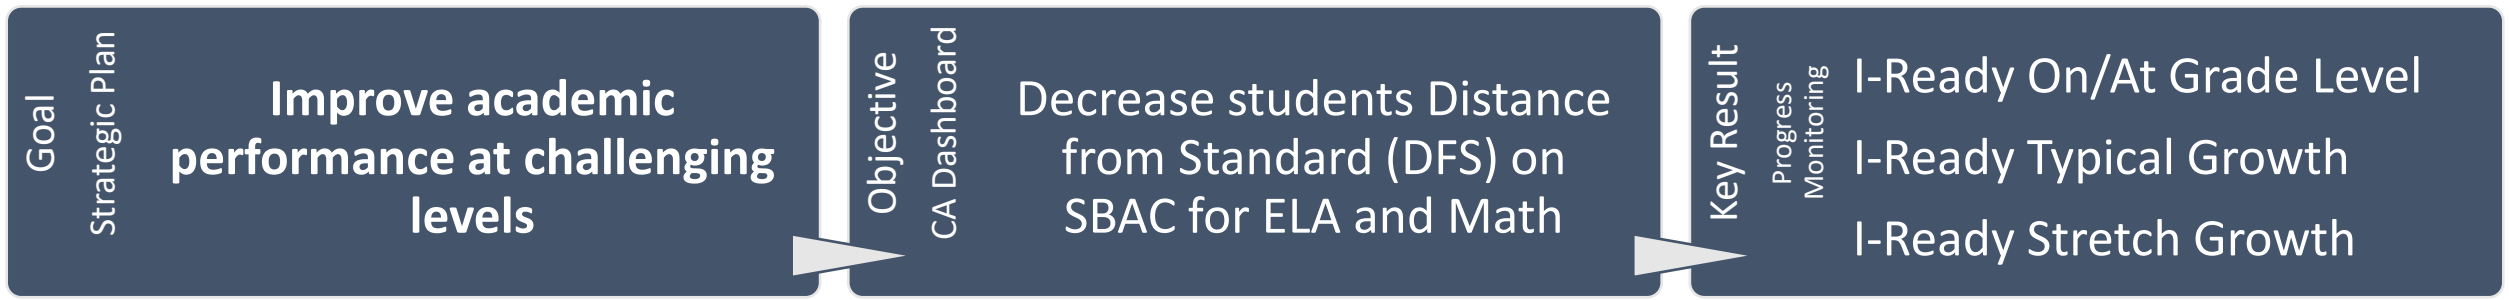 Goal
Strategic Plan
Improve academic
performance at challenging
levels
Objective
CA Dashboard
Decrease students Distance
from Standard (DFS) on
SBAC for ELA and Math
Key Result
Progress
Monitoring
I-Ready On/At Grade Level
I-Ready Typical Growth
I-Ready Stretch Growth